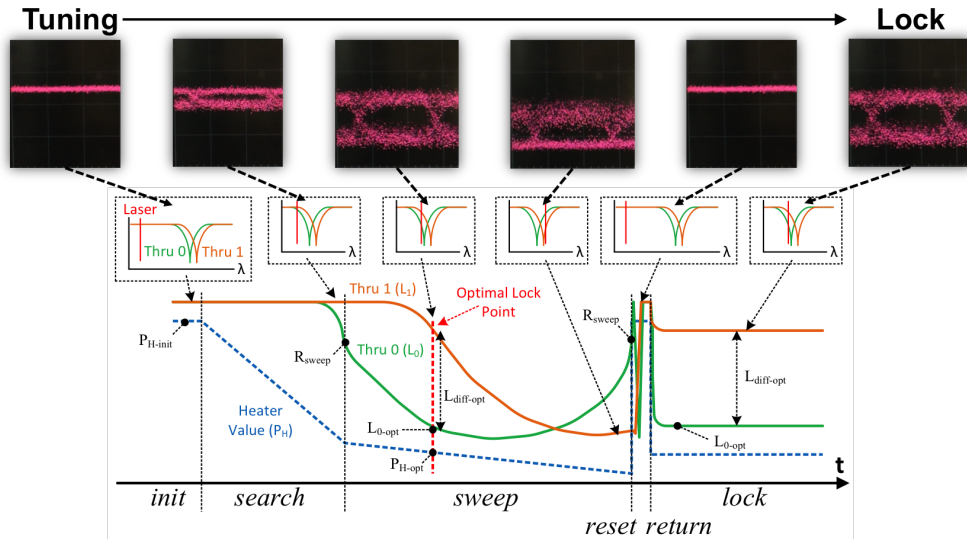 Tuning
Lock
Laser
Thru 0
Thru 1
λ
λ
λ
λ
λ
λ
Thru 1 (L1)
Optimal Lock
Point
PH-init
Rsweep
Thru 0 (L0)
Rsweep
Ldiff-opt
Ldiff-opt
Heater
Value (PH)
L0-opt
L0-opt
PH-opt
t
init
search
sweep
reset
return
lock